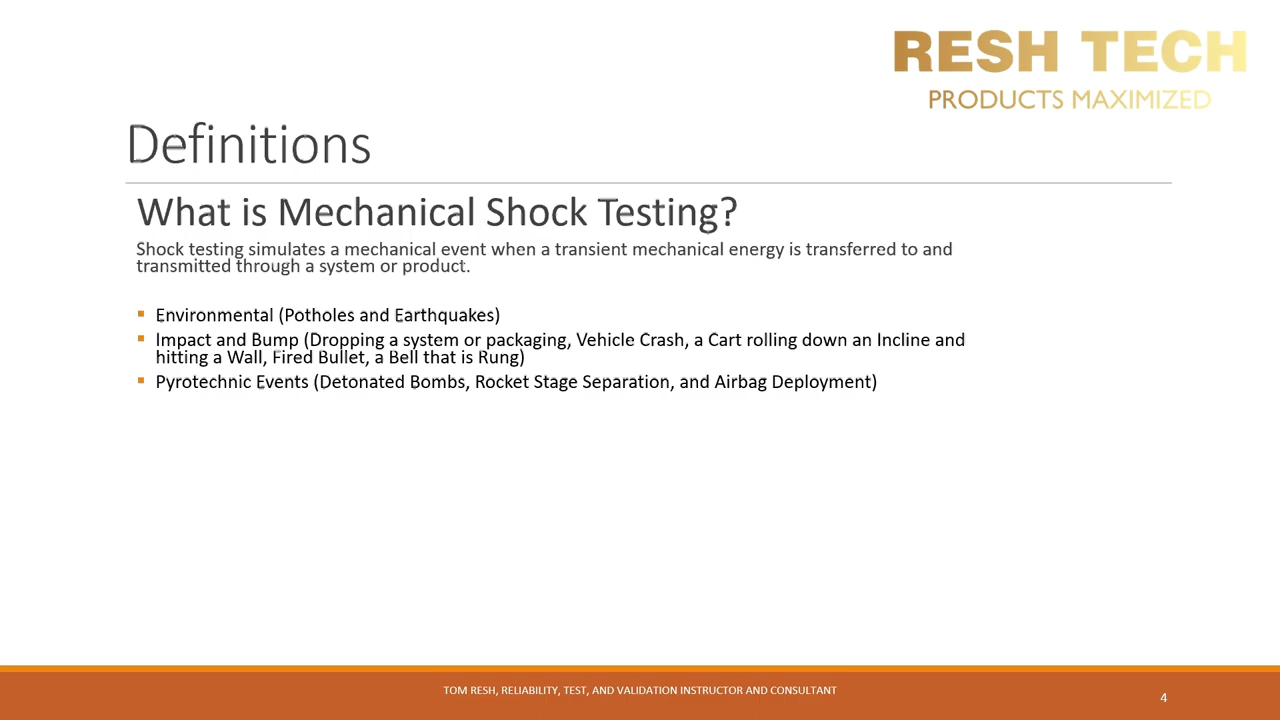 RESH TECH
PRODUCTS MAXIMIZED
Definitions
What is Mechanical Shock Testing?
Shock testing simulates a mechanical event when a transient mechanical energy is transferred to and
transmitted through a system or product.
Environmental (Potholes and Earthquakes)
Impact and Bump (Dropping a system or packaging, Vehicle Crash, a Cart rolling down an Incline and
hitting a Wall, Fired Bullet, a Bell that is Rung)
Pyrotechnic Events (Detonated Bombs, Rocket Stage Separation, and Airbag Deployment)
TOM RESH, RELIABILITY, TEST, AND VALIDATION INSTRUCTOR AND CONSULTANT
4